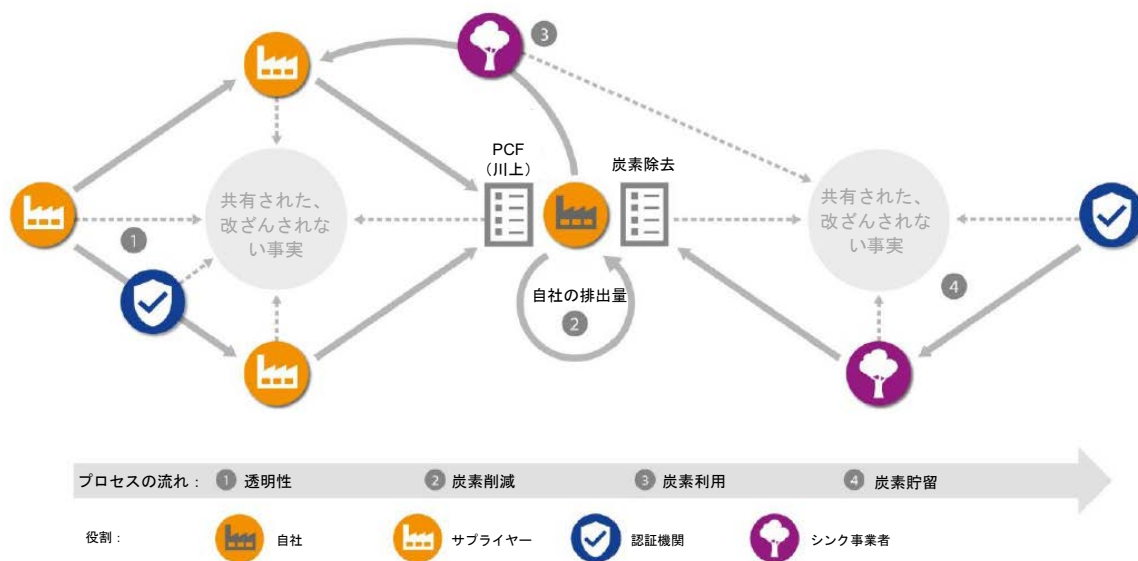 3
PCF
(川上)
炭素除去
共有された、
改ざんされな
い事実
共有された、
改ざんされな
い事実
1
自社の排出量
2
4
プロセスの流れ: 1 透明性 2 炭素削減 3 炭素利用 4 炭素貯留
役割: 自社 サプライヤー 認証機関 シンク事業者